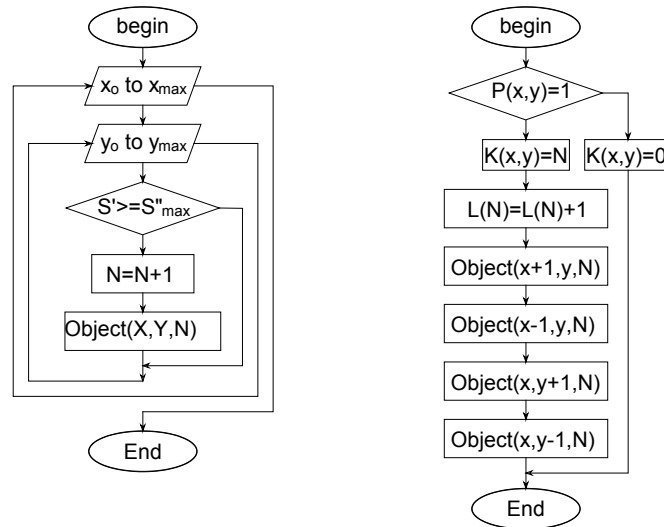 begin
x₀ to xmax
y₀ to ymax
S'>=S"max
N=N+1
Object(X,Y,N)
End
begin
P(x,y)=1
K(x,y)=N
K(x,y)=0
L(N)=L(N)+1
Object(x+1,y,N)
Object(x-1,y,N)
Object(x,y+1,N)
Object(x,y-1,N)
End